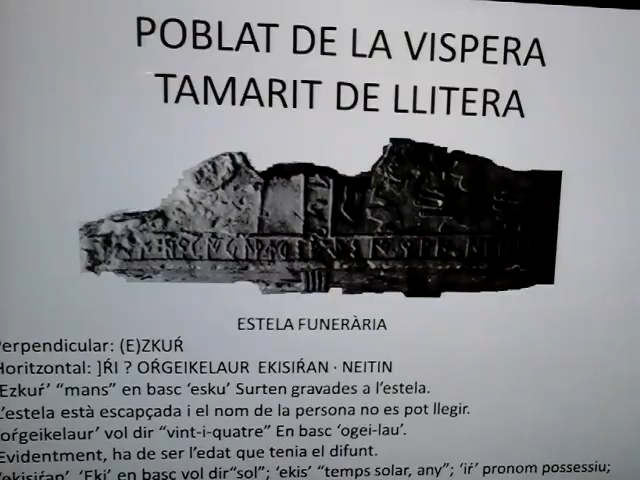 POBLAT DE LA VISPERA
TAMARIT DE LLITERA
ESTELA FUNERÀRIA
Perpendicular: (E)ZKUŔ
Horitzontal: ]ŔI ? OŔGEIKELAUR EKISIŔAN · NEITIN
'Ezkuŕ' "mans" en basc 'esku' Surten gravades a l'estela.
L'estela està escapçada i el nom de la persona no es pot llegir.
'oŕgeikelaur' vol dir "vint-i-quatre" En basc 'ogei-lau'.
Evidentment, ha de ser l'edat que tenia el difunt.
'ekisiŕan' 'Eki' en basc vol dir "sol"; 'ekis' "temps solar, any"; 'iŕ' pronom possessiu;